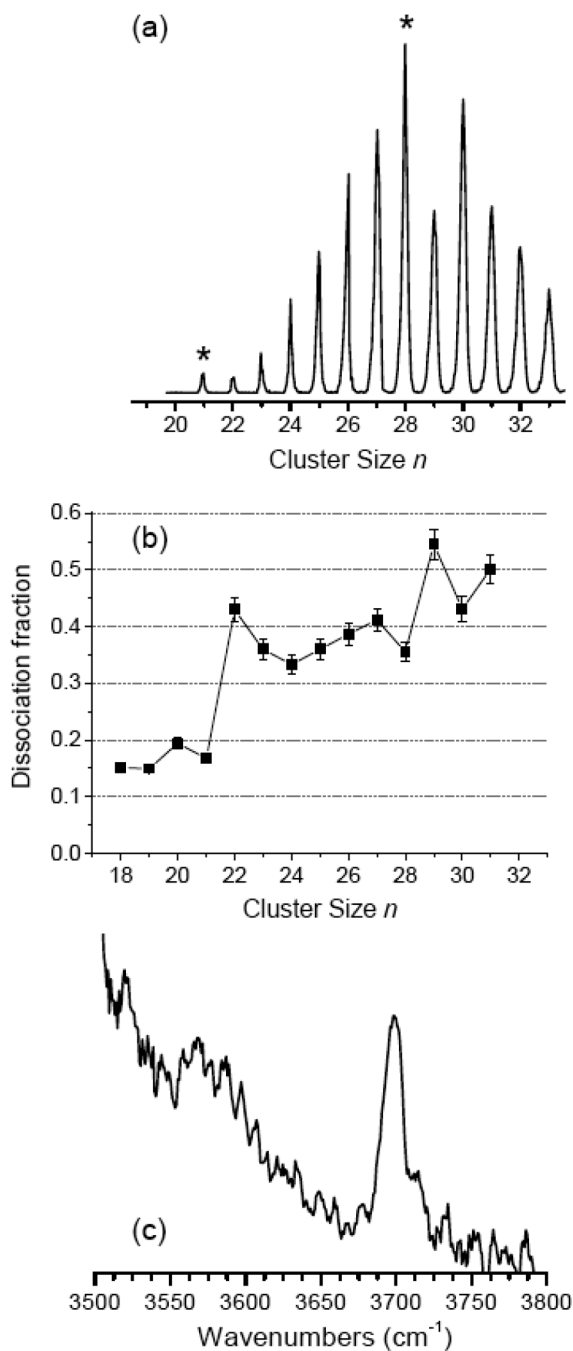 (a)
*
*
20 22 24 26 28 30 32
Cluster Size n
0.6
(b)
0.5
0.4
0.3
0.2
0.1
0.0
Dissociation fraction
18 20 22 24 26 28 30 32
Cluster Size n
(c)
3500 3550 3600 3650 3700 3750 3800
Wavenumbers (cm⁻¹)